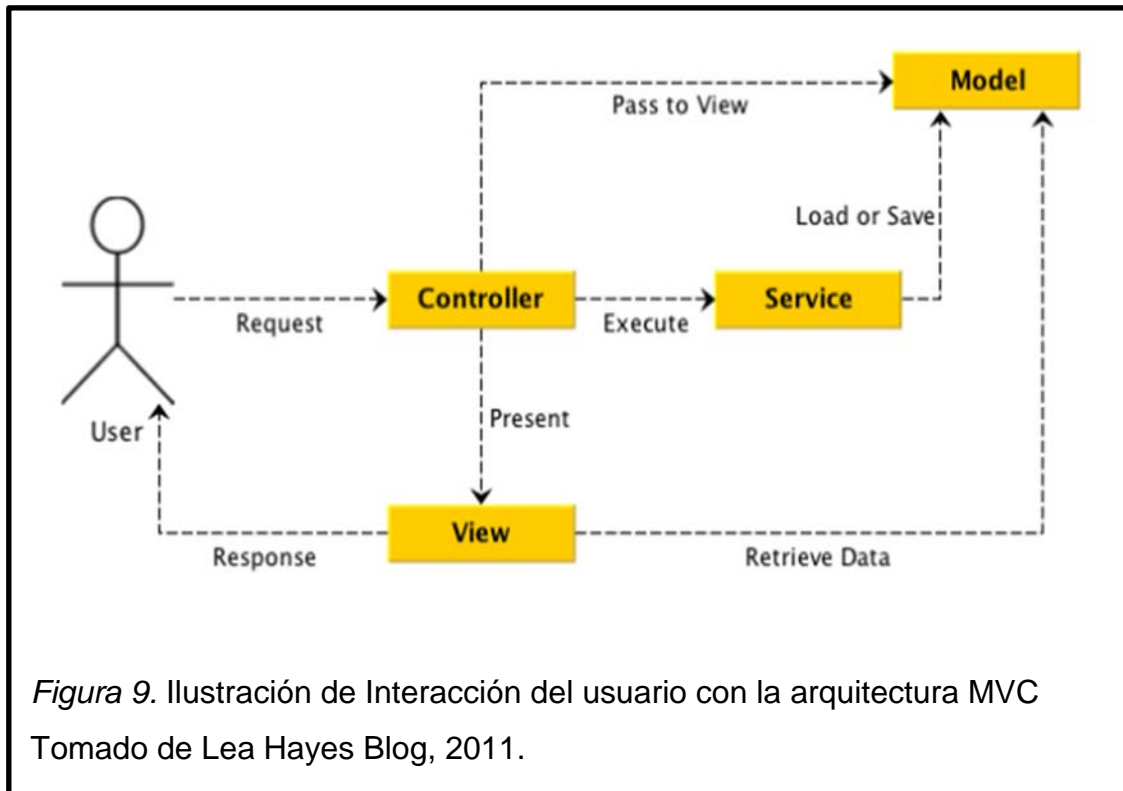 Model
Pass to View
Load or Save
Controller
Service
Request
Execute
User
Present
View
Response
Retrieve Data
Figura 9. Ilustración de Interacción del usuario con la arquitectura MVC
Tomado de Lea Hayes Blog, 2011.